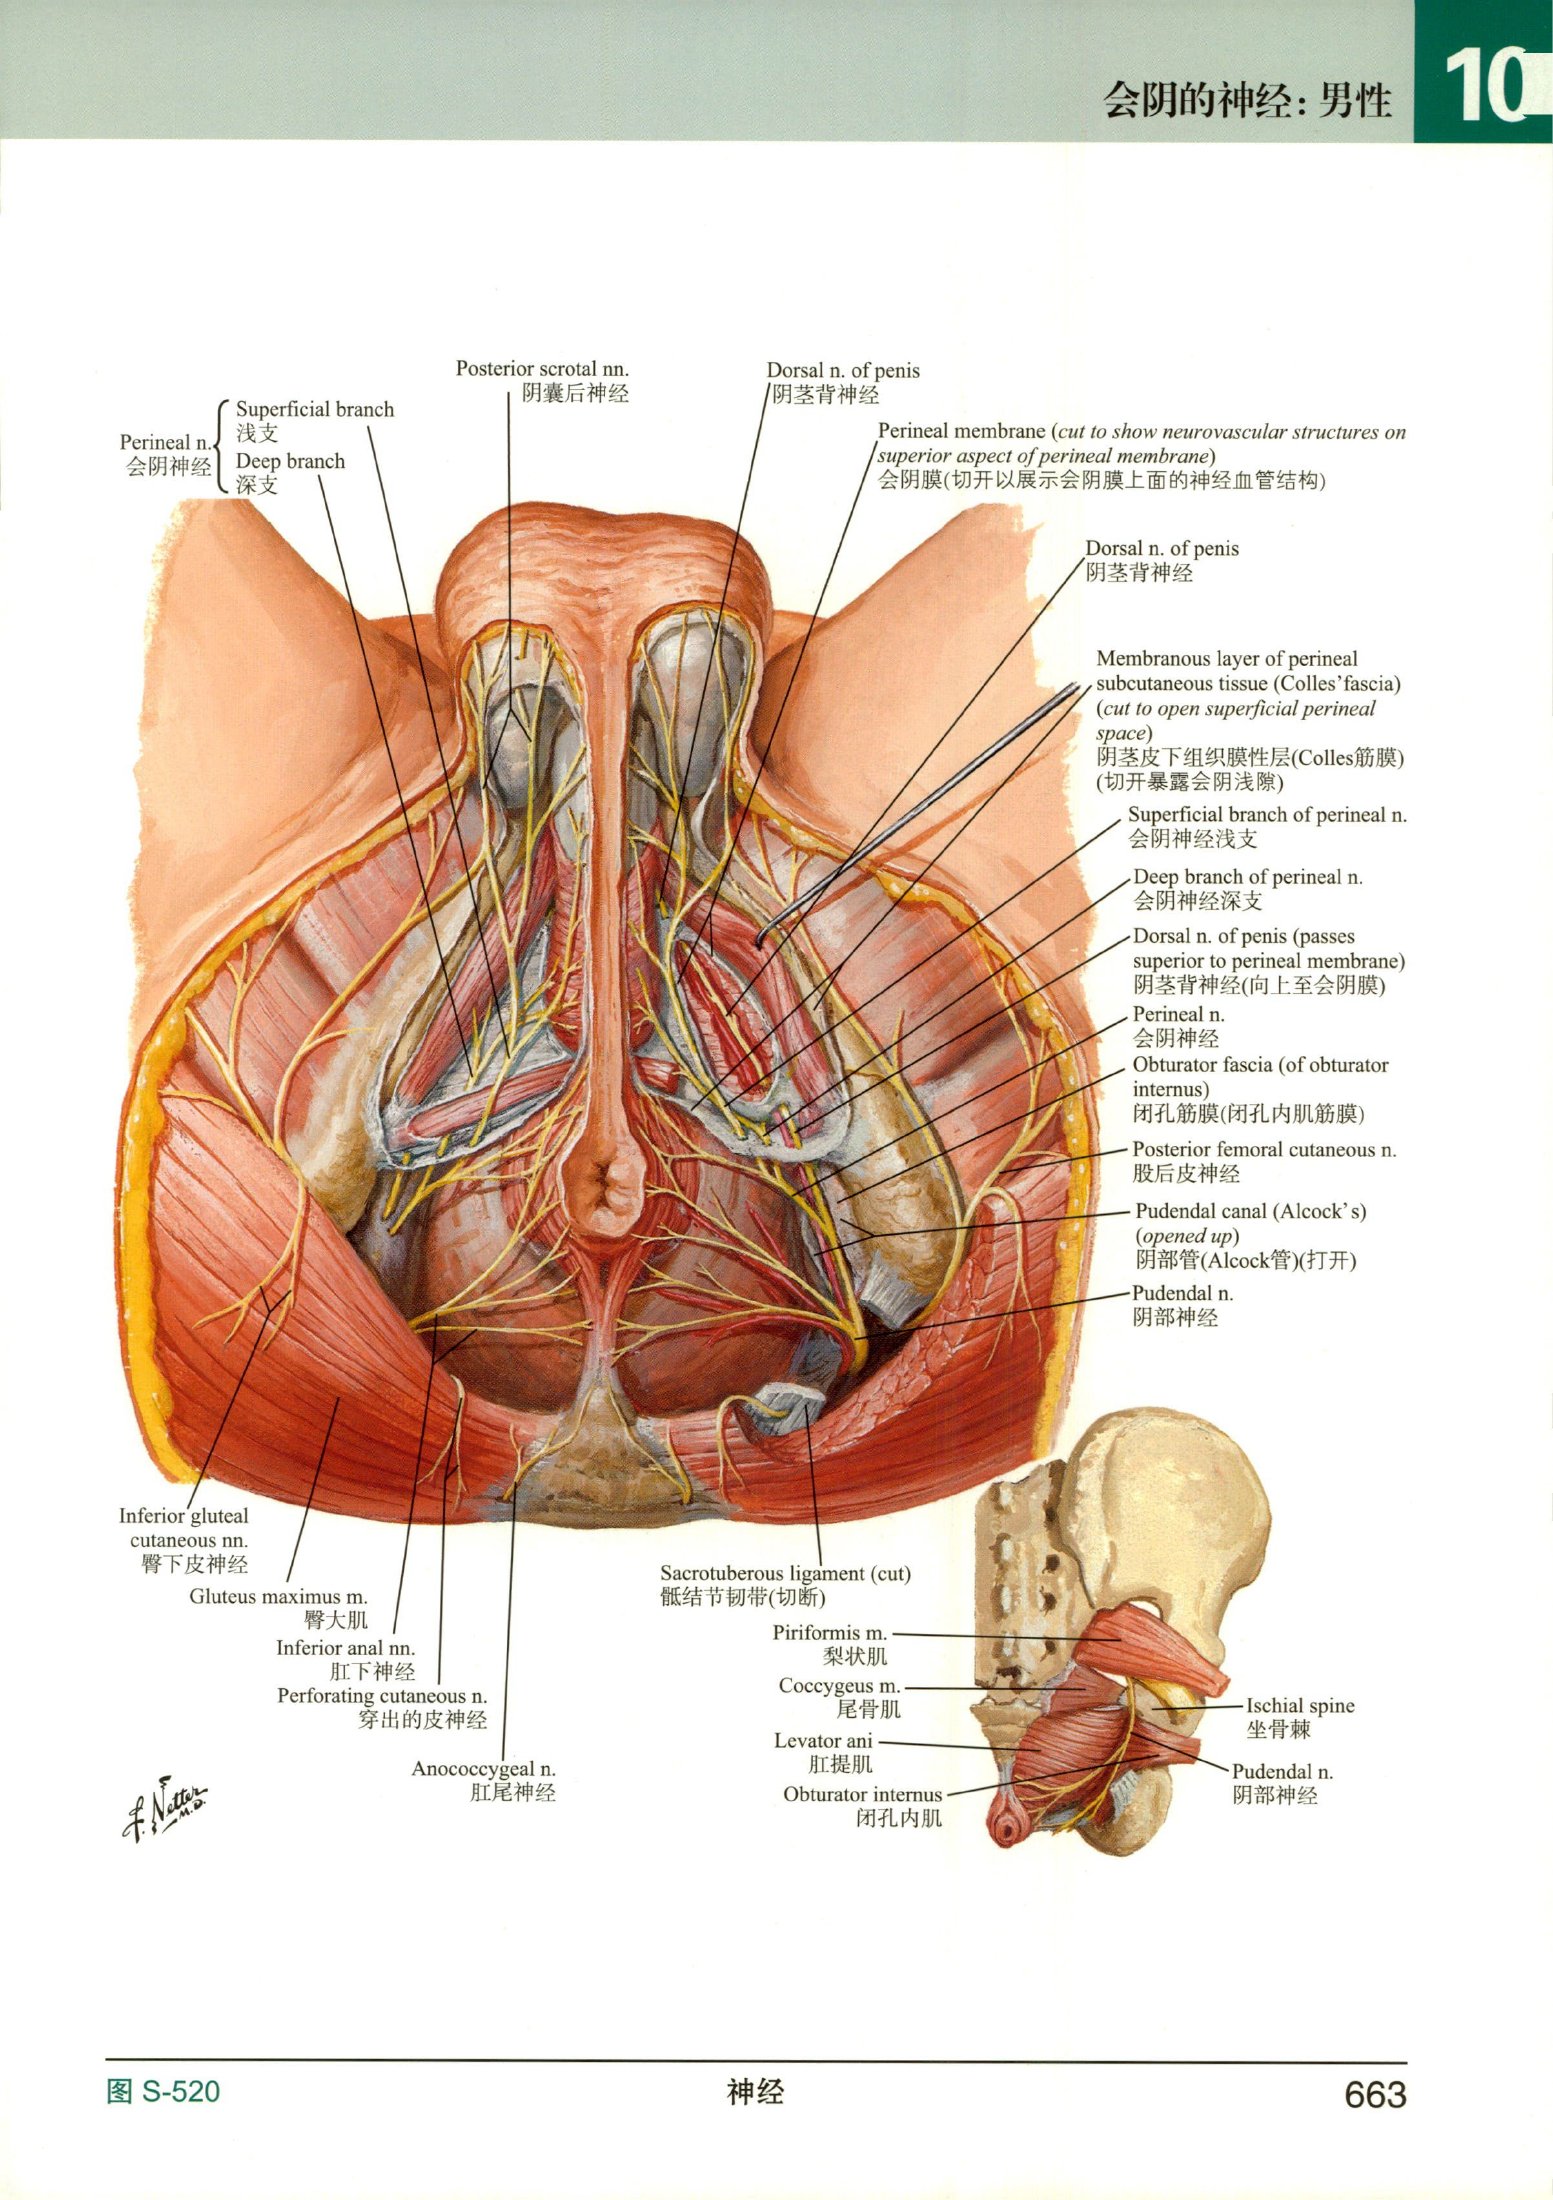 会阴的神经：男性
10
Posterior scrotal nn.
阴囊后神经
Dorsal n. of penis
阴茎背神经
Superficial branch
浅支
Perineal n.
会阴神经
Deep branch
深支
Perineal membrane (cut to show neurovascular structures on
superior aspect of perineal membrane)
会阴膜(切开以展示会阴膜上面的神经血管结构)
Dorsal n. of penis
阴茎背神经
Membranous layer of perineal
subcutaneous tissue (Colles'fascia)
(cut to open superficial perineal
space)
阴茎皮下组织膜性层(Colles筋膜)
(切开暴露会阴浅隙)
Superficial branch of perineal n.
会阴神经浅支
Deep branch of perineal n.
会阴神经深支
Dorsal n. of penis (passes
superior to perineal membrane)
阴茎背神经(向上至会阴膜)
Perineal n.
会阴神经
Obturator fascia (of obturator
internus)
闭孔筋膜(闭孔内肌筋膜)
Posterior femoral cutaneous n.
股后皮神经
Pudendal canal (Alcock's)
(opened up)
阴部管(Alcock管)(打开)
Pudendal n.
阴部神经
Inferior gluteal
cutaneous nn.
臀下皮神经
Gluteus maximus m.
臀大肌
Inferior anal nn.
肛下神经
Perforating cutaneous n.
穿出的皮神经
Anococcygeal n.
肛尾神经
Sacrotuberous ligament (cut)
骶结节韧带(切断)
Piriformis m.
梨状肌
Coccygeus m.
尾骨肌
Levator ani
肛提肌
Obturator internus
闭孔内肌
Ischial spine
坐骨棘
Pudendal n.
阴部神经
F. Netter
M.D.
图 S-520
神经
663